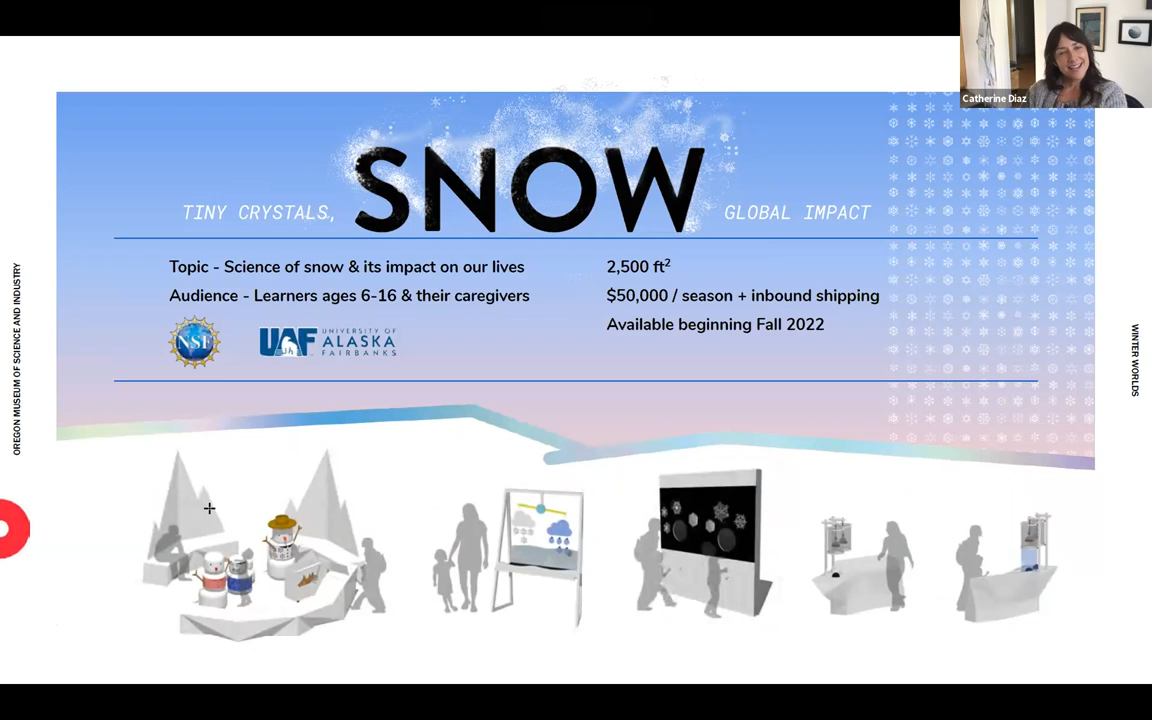 Catherine Diaz
TINY CRYSTALS,
SNOW
GLOBAL IMPACT
Topic - Science of snow & its impact on our lives
Audience - Learners ages 6-16 & their caregivers
NSF
UAF
UNIVERSITY OF
ALASKA
FAIRBANKS
2,500 ft²
$50,000 / season + inbound shipping
Available beginning Fall 2022
OREGON MUSEUM OF SCIENCE AND INDUSTRY
WINTER WORLDS